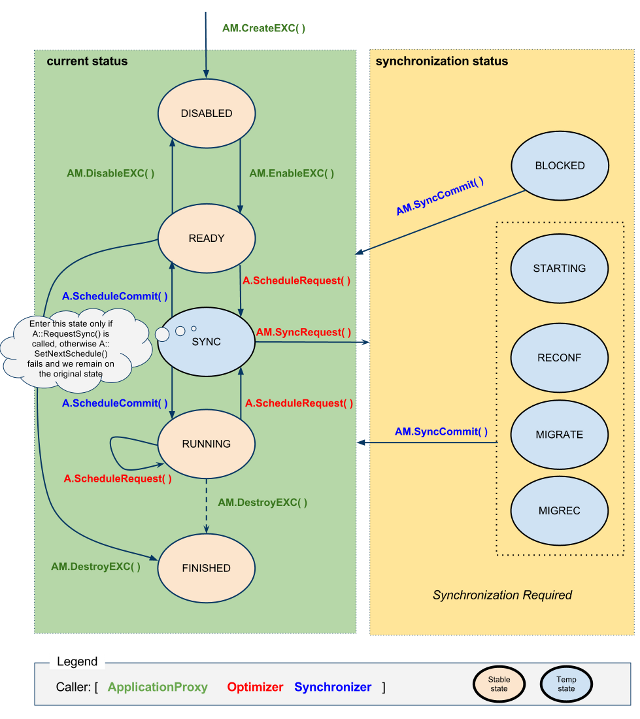 AM.CreateEXC( )
current status
synchronization status
DISABLED
AM.DisableEXC( )
AM.EnableEXC( )
BLOCKED
AM.SyncCommit( )
READY
STARTING
A.ScheduleRequest( )
A.ScheduleCommit( )
Enter this state only if
A::RequestSync() is
called, otherwise A::
SetNextSchedule()
fails and we remain on
the original state
SYNC
AM.SyncRequest( )
RECONF
A.ScheduleCommit( )
A.ScheduleRequest( )
RUNNING
AM.SyncCommit( )
MIGRATE
A.ScheduleRequest( )
AM.DestroyEXC( )
MIGREC
AM.DestroyEXC( )
FINISHED
Synchronization Required
Legend
Caller: [ ApplicationProxy Optimizer Synchronizer ]
Stable
state
Temp
state